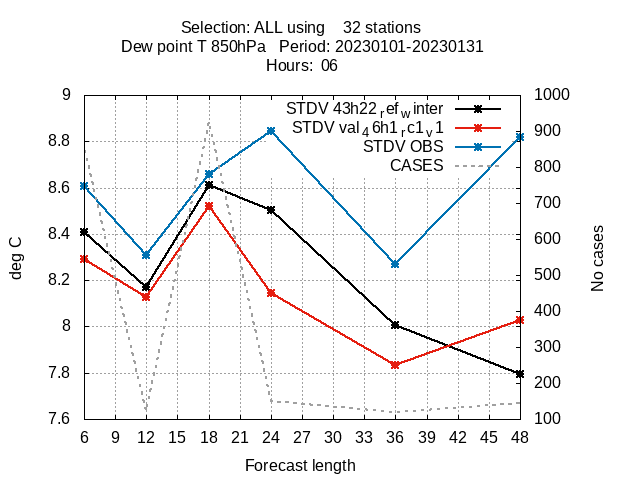 Selection: ALL using    32 stations
Dew point T 850hPa   Period: 20230101-20230131
Hours:  06
STDV 43h22_ref_winter
STDV val_46h1_rc1_v1
STDV OBS
CASES
9
8.8
8.6
8.4
8.2
8
7.8
7.6
deg C
1000
900
800
700
600
500
400
300
200
100
No cases
6 9 12 15 18 21 24 27 30 33 36 39 42 45 48
Forecast length